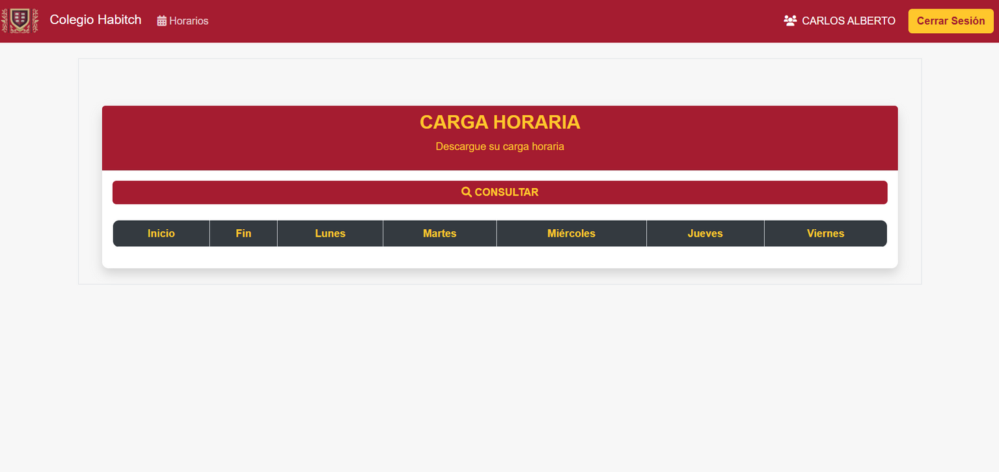 Colegio Habitch Horarios CARLOS ALBERTO Cerrar Sesión
CARGA HORARIA
Descargue su carga horaria
CONSULTAR
Inicio Fin Lunes Martes Miércoles Jueves Viernes